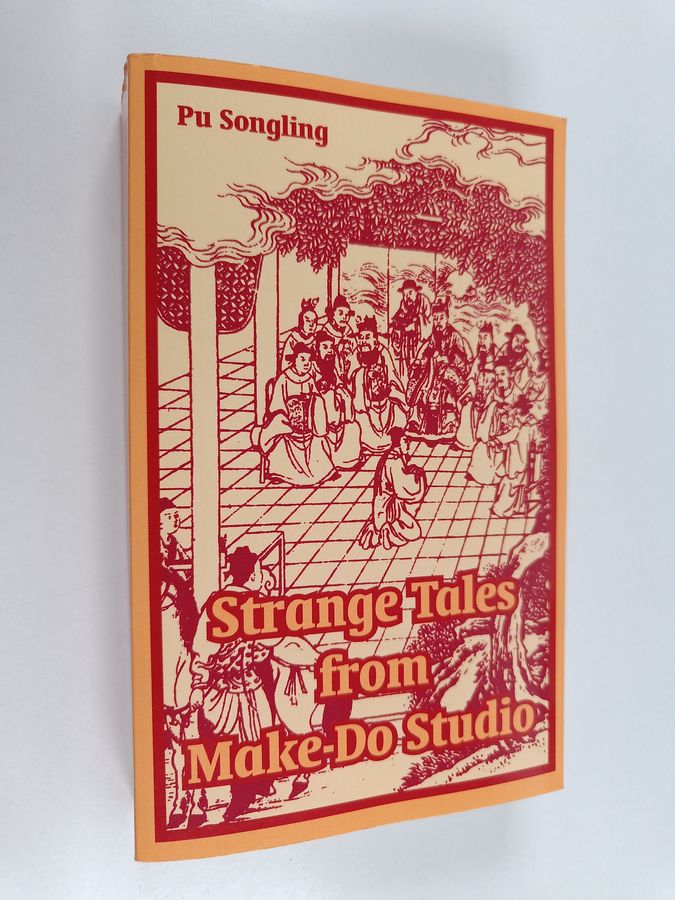 Pu Songling
Strange Tales
from
Make-Do Studio